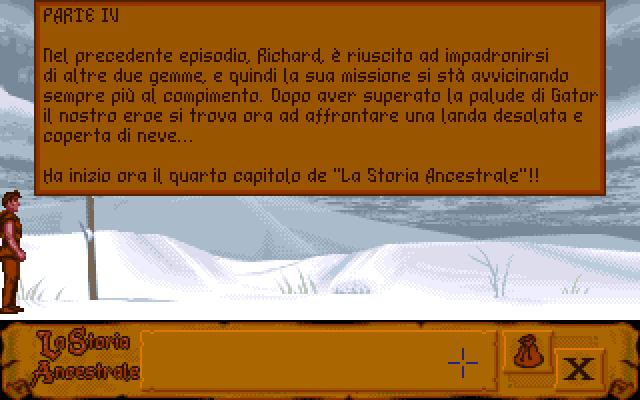 PARTE IV
Nel precedente episodio, Richard, è riuscito ad impadronirsi
di altre due gemme, e quindi la sua missione si stà avvicinando
sempre più al compimento. Dopo aver superato la palude di Gator
il nostro eroe si trova ora ad affrontare una landa desolata e
coperta di neve...
Ha inizio ora il quarto capitolo de "La Storia Ancestrale"!!
La Storia
Ancestrale
X